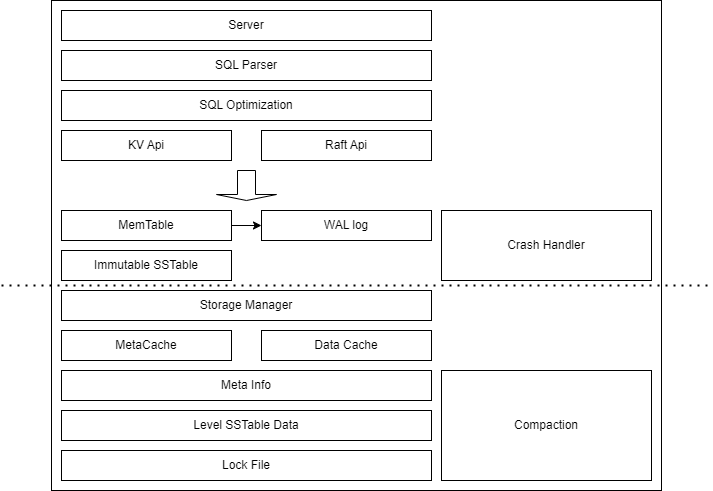 Server
SQL Parser
SQL Optimization
KV Api
Raft Api
MemTable
WAL log
Crash Handler
Immutable SSTable
Storage Manager
MetaCache
Data Cache
Meta Info
Level SSTable Data
Compaction
Lock File